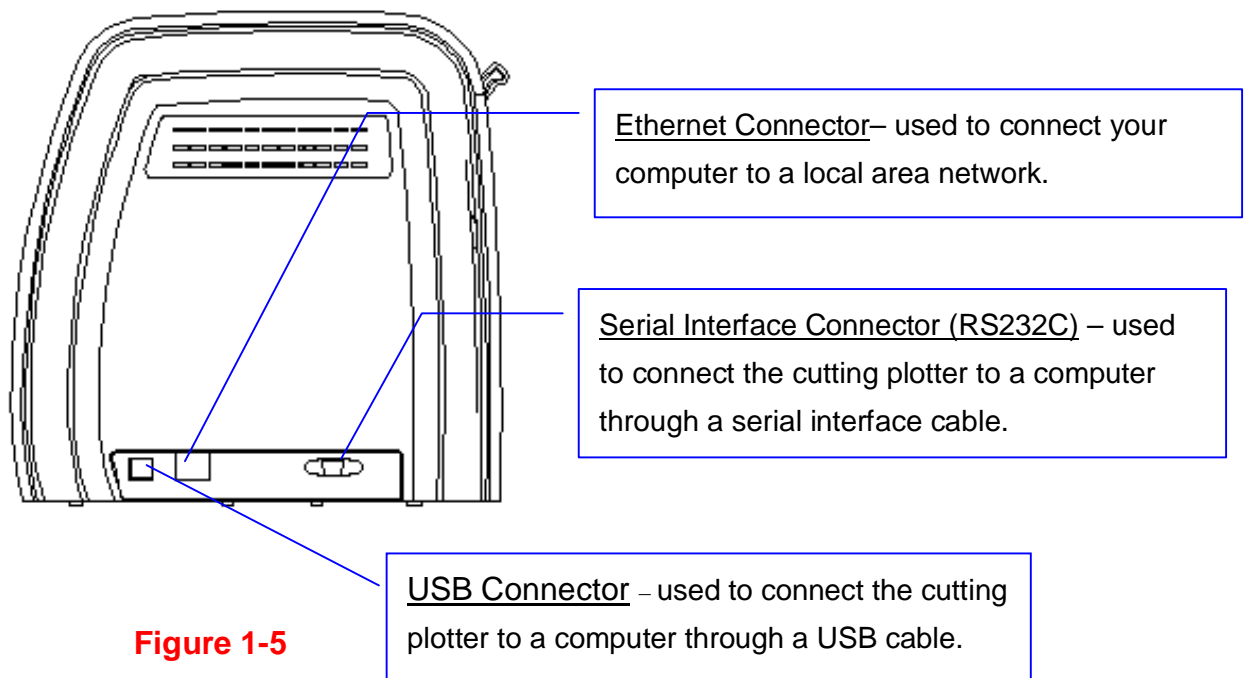 Ethernet Connector– used to connect your
computer to a local area network.
Serial Interface Connector (RS232C) – used
to connect the cutting plotter to a computer
through a serial interface cable.
USB Connector – used to connect the cutting
plotter to a computer through a USB cable.
Figure 1-5